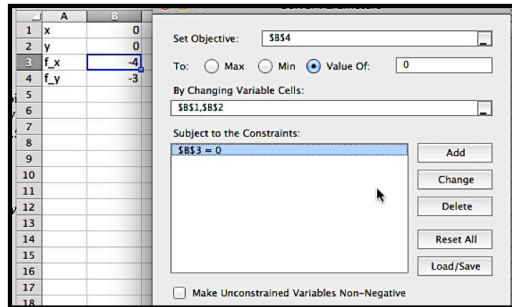 A B
1 x 0
2 y 0
3 f_x -4
4 f_y -3
5
6
7
8
9
10
11
12
13
14
15
16
17
18
Set Objective: $B$4
To: Max Min Value Of: 0
By Changing Variable Cells:
$B$1,$B$2
Subject to the Constraints:
$B$3 = 0
Add
Change
Delete
Reset All
Load/Save
Make Unconstrained Variables Non-Negative